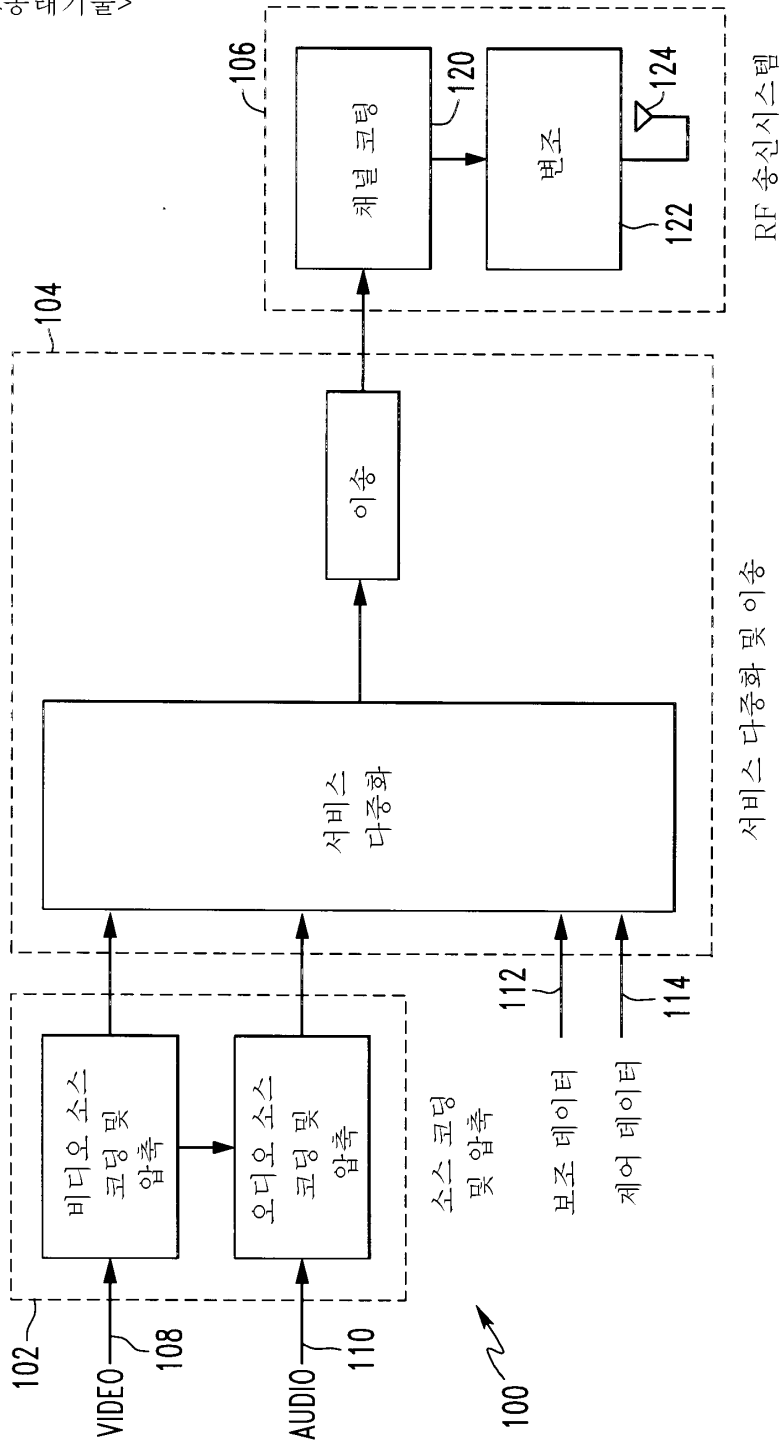 종래기술>
102
VIDEO
108
비디오 소스
코딩 및
압축
AUDIO
110
오디오 소스
코딩 및
압축
소스 코딩
및 압축
보조 데이터
112
제어 데이터
114
100
104
서비스
다중화
이송
서비스 다중화 및 이송
106
채널 코팅
120
변조
122
124
RF 송신시스템